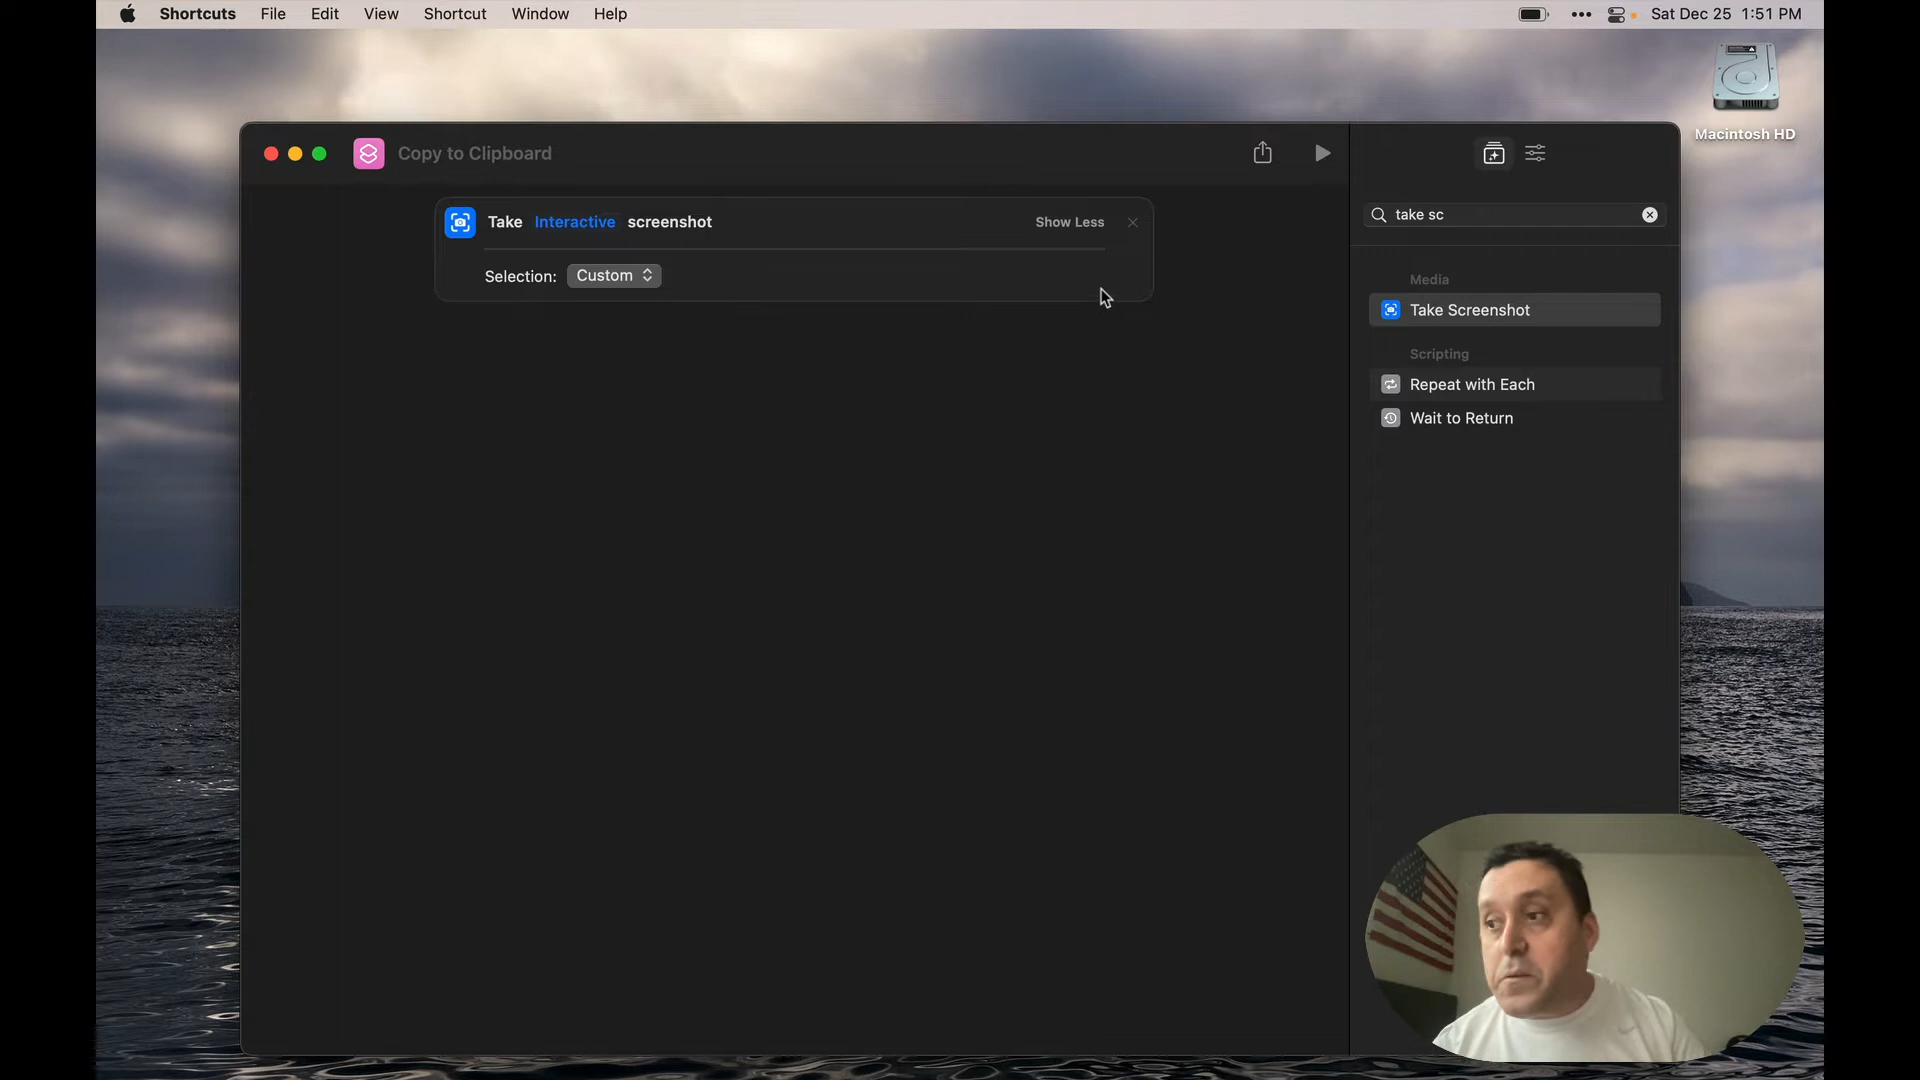 Shortcuts File Edit View Shortcut Window Help Sat Dec 25 1:51 PM
Macintosh HD
Copy to Clipboard
Take Interactive screenshot Show Less
Selection: Custom
take sc
Media
Take Screenshot
Scripting
Repeat with Each
Wait to Return